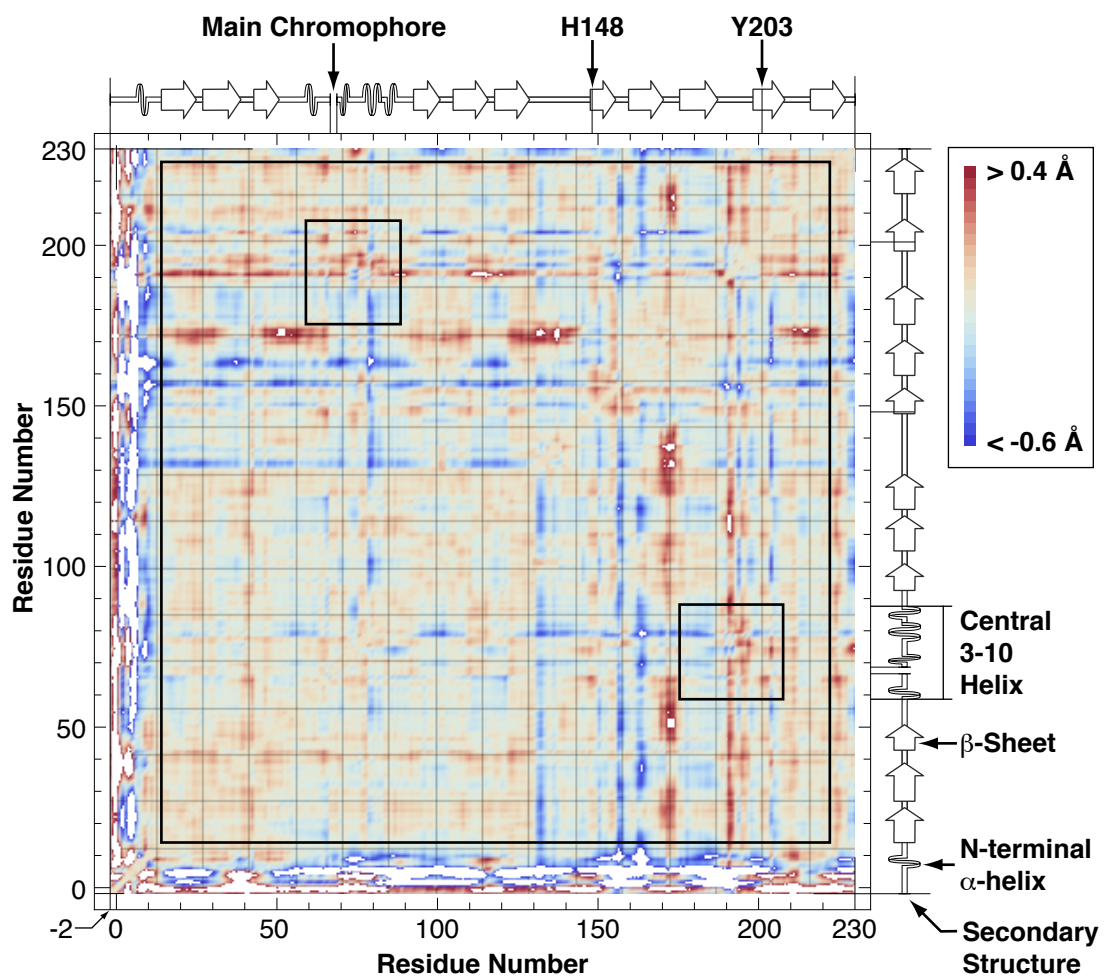 Main Chromophore
H148
Y203
230
200
150
100
50
0
-2
Residue Number
0
50
100
150
200
230
Residue Number
> 0.4 Å
< -0.6 Å
Central
3-10
Helix
β-Sheet
N-terminal
α-helix
Secondary
Structure